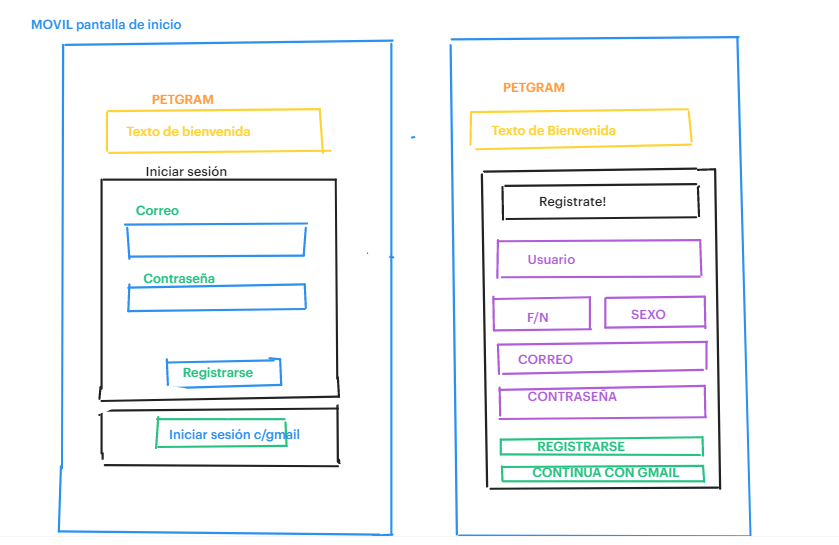 MOVIL pantalla de inicio
PETGRAM
Texto de bienvenida
Iniciar sesión
Correo
Contraseña
Registrarse
Iniciar sesión c/gmail
PETGRAM
Texto de Bienvenida
Registrate!
Usuario
F/N
SEXO
CORREO
CONTRASEÑA
REGISTRARSE
CONTINUA CON GMAIL